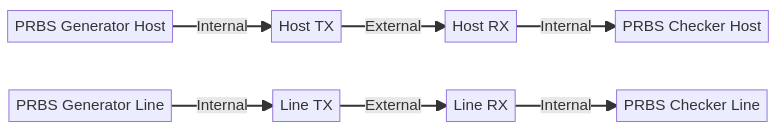 PRBS Generator Host Internal Host TX External Host RX Internal PRBS Checker Host
PRBS Generator Line Internal Line TX External Line RX Internal PRBS Checker Line